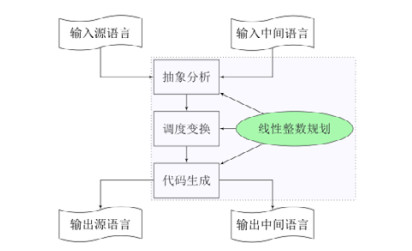 输入源语言
输入中间语言
抽象分析
调度变换
线性整数规划
代码生成
输出源语言
输出中间语言